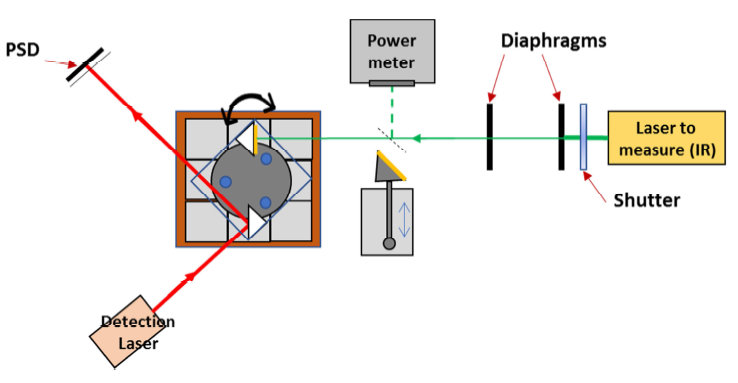 PSD
Power
meter
Diaphragms
Laser to
measure (IR)
Shutter
Detection
Laser